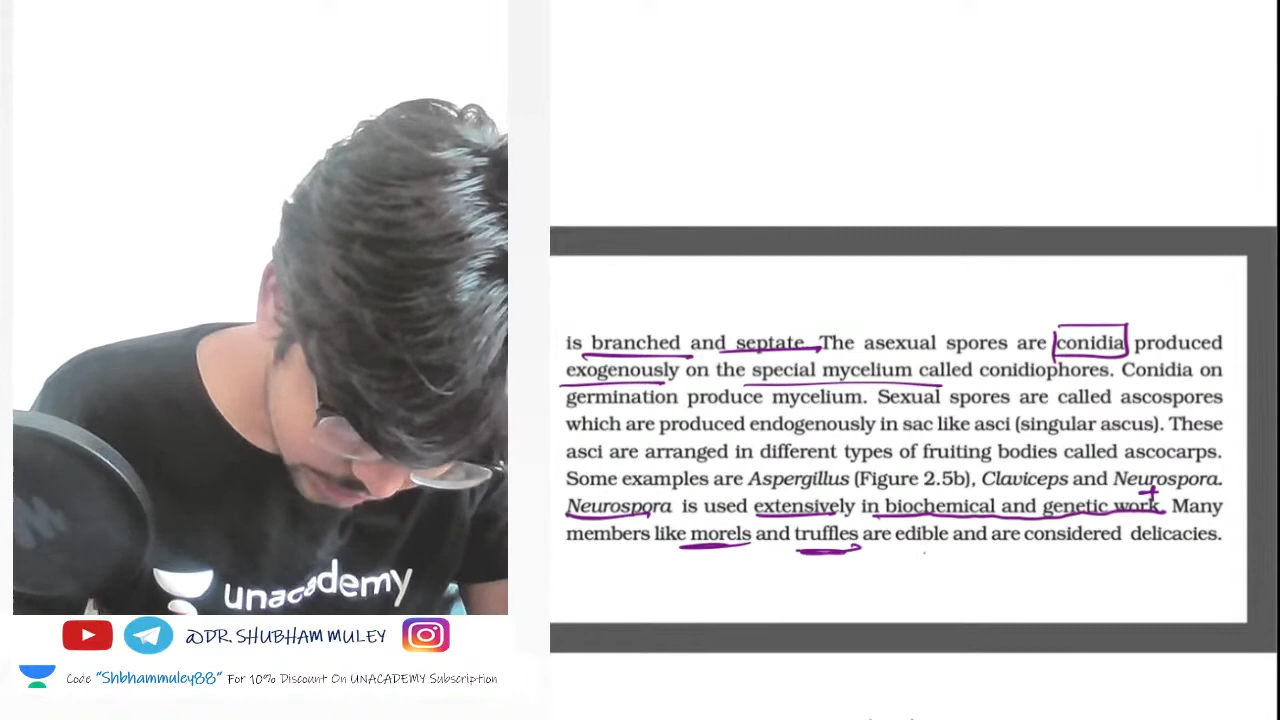 is branched and septate. The asexual spores are conidia produced
exogenously on the special mycelium called conidiophores. Conidia on
germination produce mycelium. Sexual spores are called ascospores
which are produced endogenously in sac like asci (singular ascus). These
asci are arranged in different types of fruiting bodies called ascocarps.
Some examples are Aspergillus (Figure 2.5b), Claviceps and Neurospora.
Neurospora is used extensively in biochemical and genetic work. Many
members like morels and truffles are edible and are considered delicacies.
unacademy
@DR. SHUBHAM MULEY
Code "Shbhammuley88" For 10% Discount On UNACADEMY Subscription